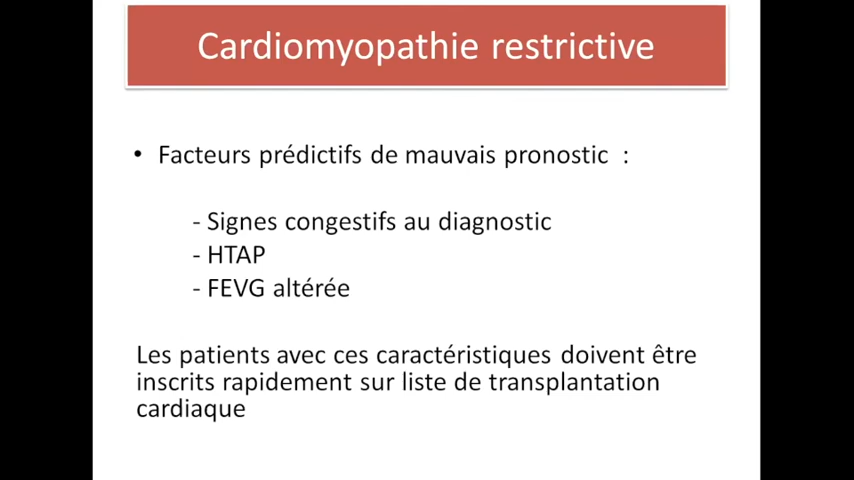 Cardiomyopathie restrictive
• Facteurs prédictifs de mauvais pronostic :
- Signes congestifs au diagnostic
- HTAP
- FEVG altérée
Les patients avec ces caractéristiques doivent être
inscrits rapidement sur liste de transplantation
cardiaque